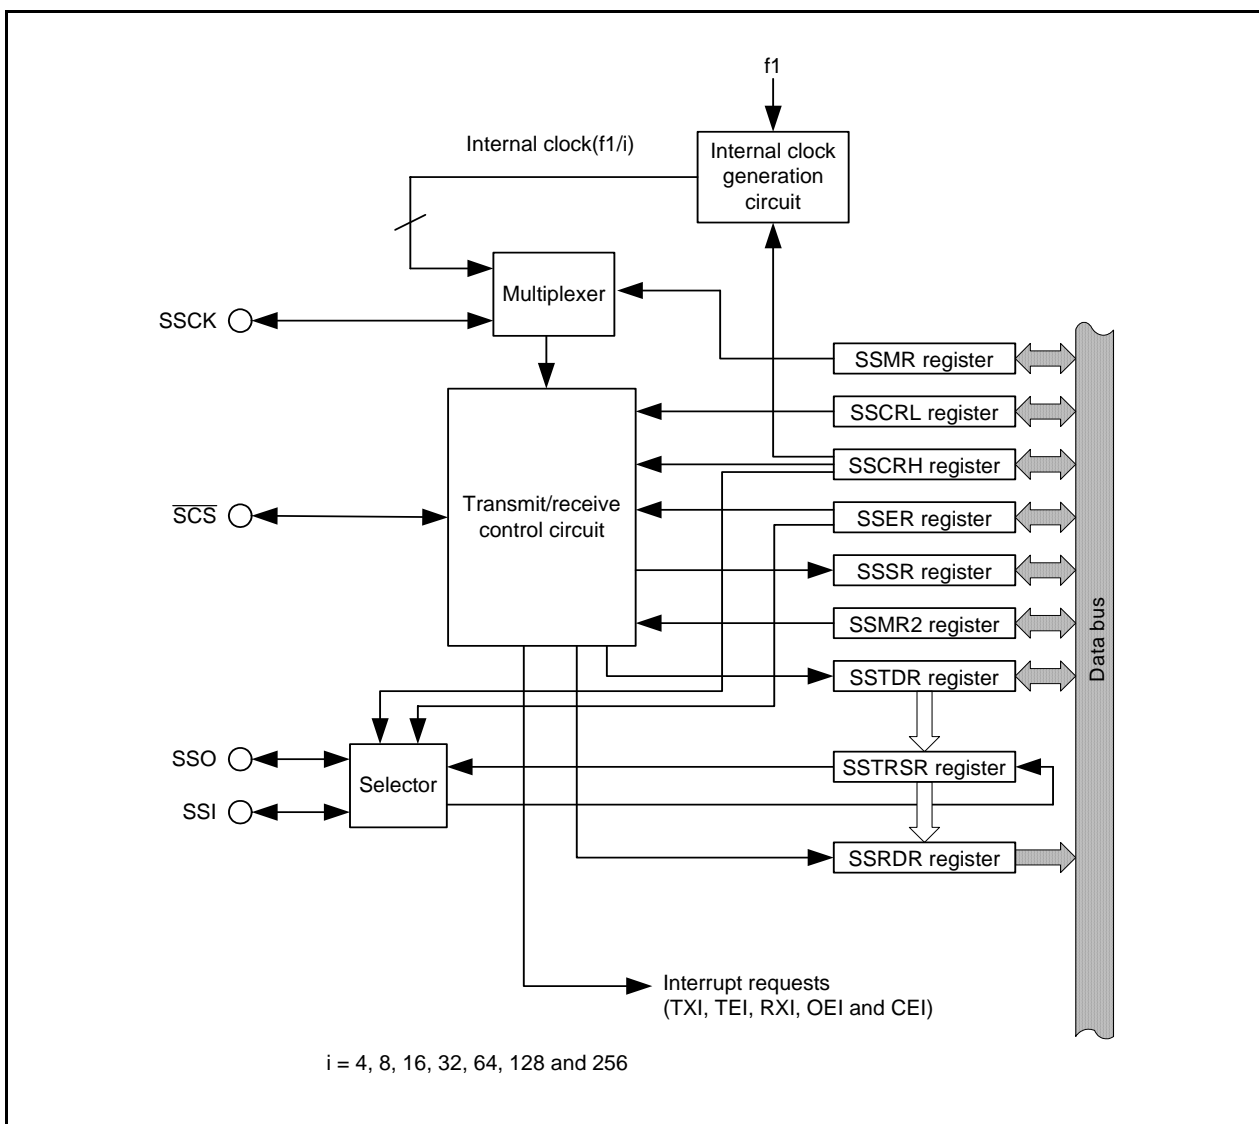 f1
Internal clock(f1/i)
Internal clock
generation
circuit
Multiplexer
SSCK
SSMR register
SSCRL register
SSCRH register
SCS
Transmit/receive
control circuit
SSER register
SSSR register
SSMR2 register
SSTDR register
Data bus
SSO
SSI
Selector
SSTRSR register
SSRDR register
Interrupt requests
(TXI, TEI, RXI, OEI and CEI)
i = 4, 8, 16, 32, 64, 128 and 256